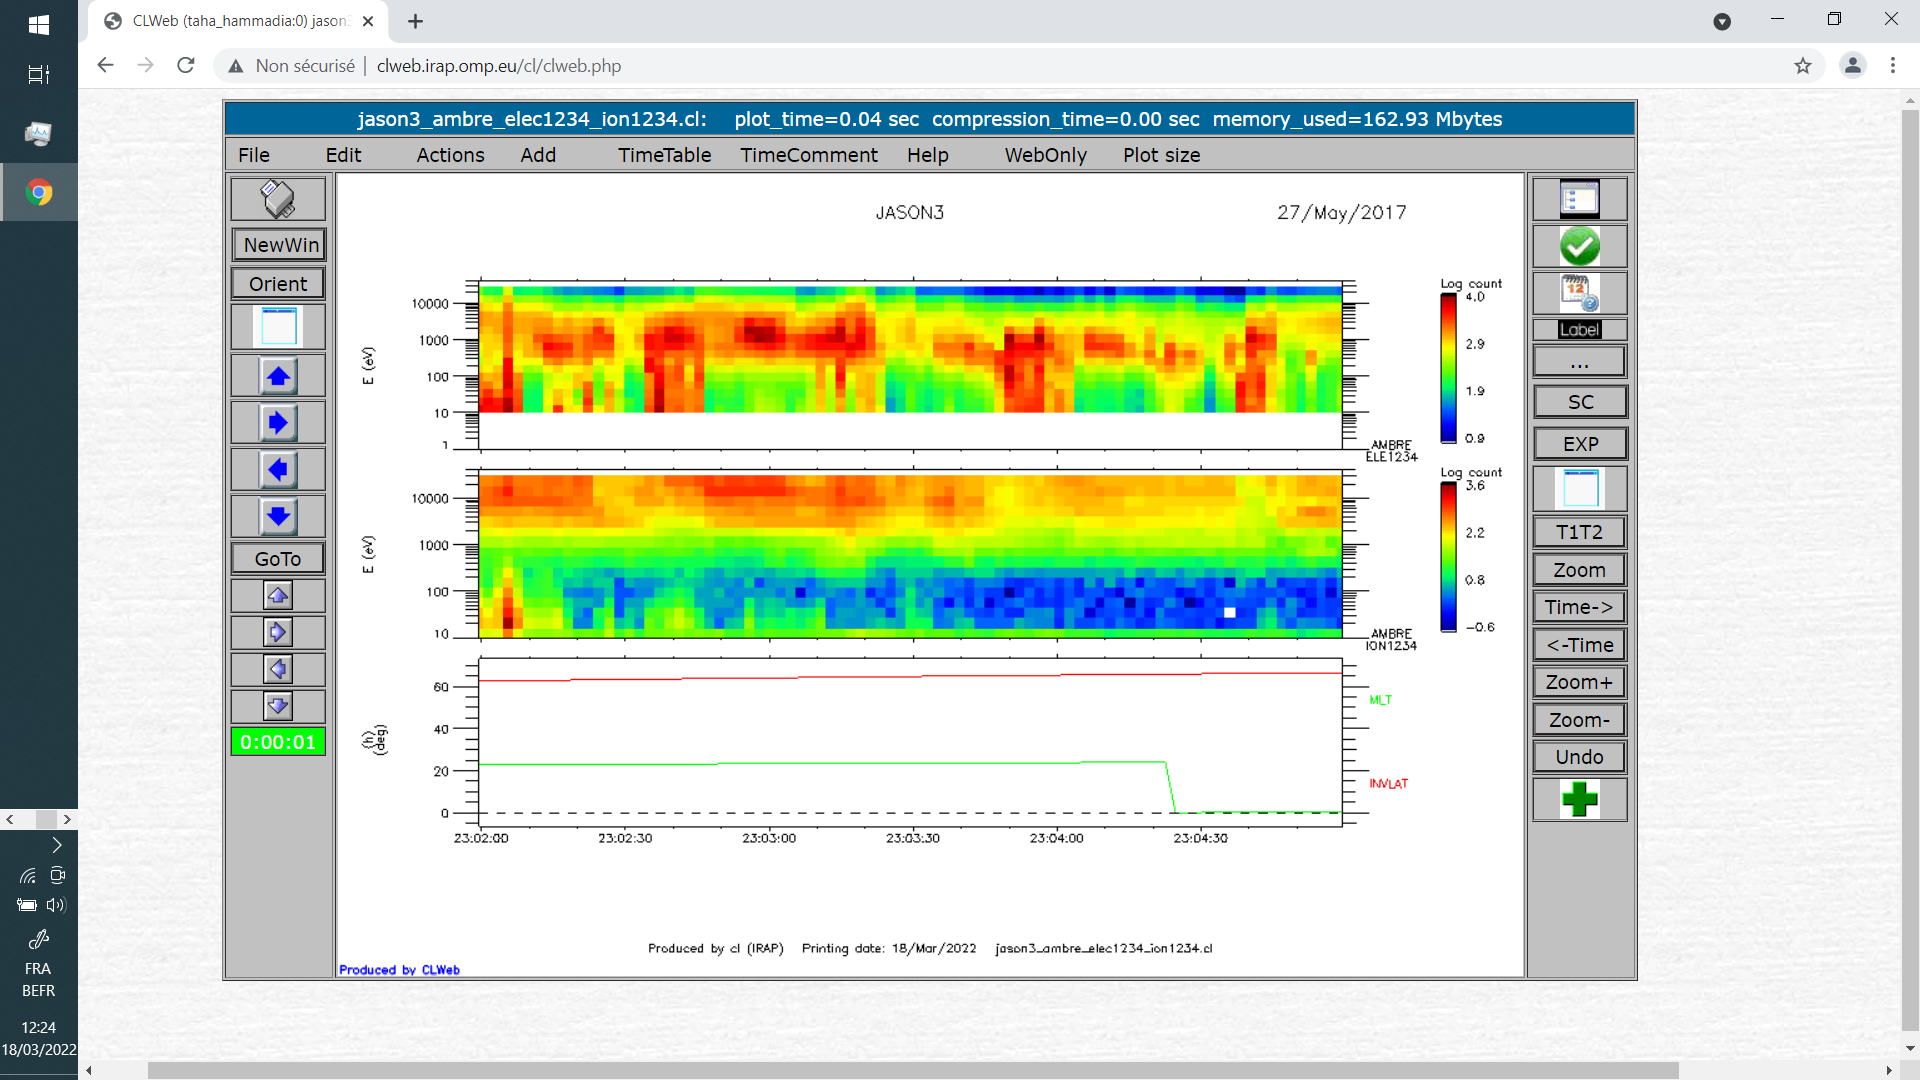 CLWeb (taha_hammadia:0) jason
Non sécurisé | clweb.irap.omp.eu/cl/clweb.php
jason3_ambre_elec1234_ion1234.cl: plot_time=0.04 sec compression_time=0.00 sec memory_used=162.93 Mbytes
File Edit Actions Add TimeTable TimeComment Help WebOnly Plot size
NewWin
Orient
GoTo
0:00:01
JASON3 27/May/2017
Log count
4.0
2.9
1.9
0.9
10000
1000
100
10
1
E (eV)
AMBRE
ELE1234
Log count
3.6
2.2
0.8
-0.6
10000
1000
100
10
E (eV)
AMBRE
ION1234
60
40
20
0
(h)
(deg)
MLT
INVLAT
23:02:00 23:02:30 23:03:00 23:03:30 23:04:00 23:04:30
Produced by cl (IRAP) Printing date: 18/Mar/2022 jason3_ambre_elec1234_ion1234.cl
Produced by CLWeb
12
Label
...
SC
EXP
T1T2
Zoom
Time->
<-Time
Zoom+
Zoom-
Undo
FRA
BEFR
12:24
18/03/2022